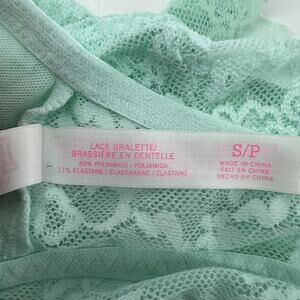 LACE BRALETTE/
BRASSIÈRE EN DENTELLE
89% POLYAMIDE / POLIAMIDA
11% ELASTANE / ÉLASTHANNE / ELASTANO
S/P
MADE IN CHINA
FAIT EN CHINE
HECHO EN CHINA